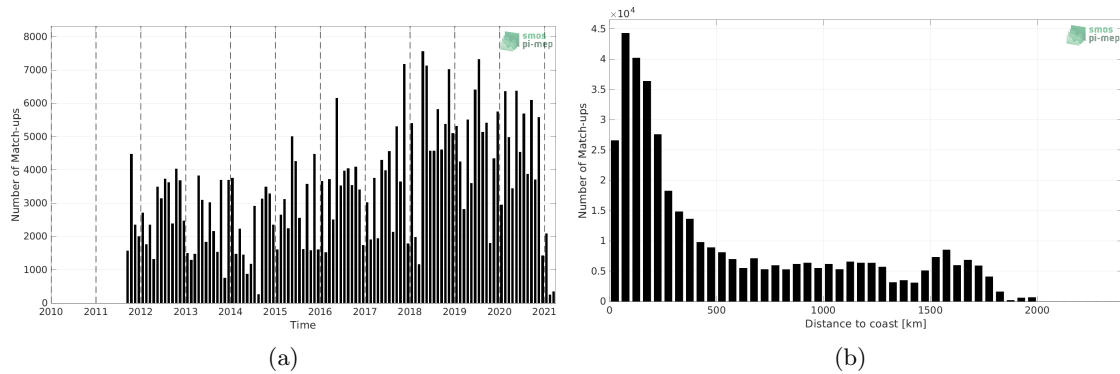 8000
7000
6000
5000
4000
3000
2000
1000
0
Number of Match-ups
2010 2011 2012 2013 2014 2015 2016 2017 2018 2019 2020 2021
Time
smos
pi-mep
(a)
×10⁴
4.5
4
3.5
3
2.5
2
1.5
1
0.5
0
Number of Match-ups
0 500 1000 1500 2000
Distance to coast [km]
smos
pi-mep
(b)